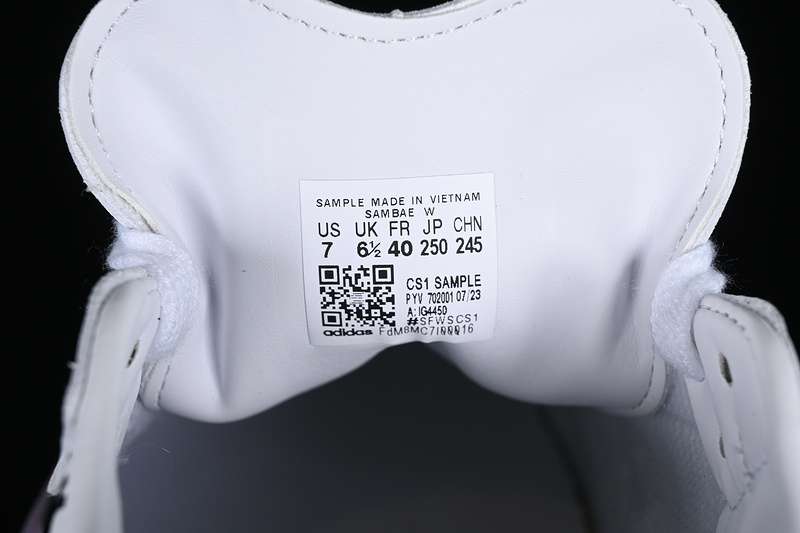 SAMPLE MADE IN VIETNAM
SAMBAE W
US UK FR JP CHN
7 6½ 40 250 245
CS1 SAMPLE
PYV 702001 07/23
A: IG4450
#SFWSCS1
adidas FdM8MC7I00016